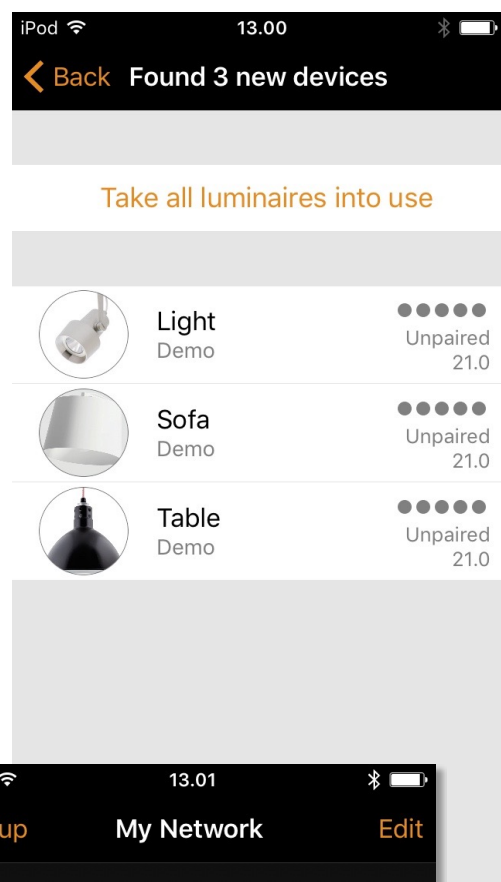 iPod 13.00
Back Found 3 new devices
Take all luminaires into use
Light
Demo
Unpaired
21.0
Sofa
Demo
Unpaired
21.0
Table
Demo
Unpaired
21.0
13.01
up My Network Edit